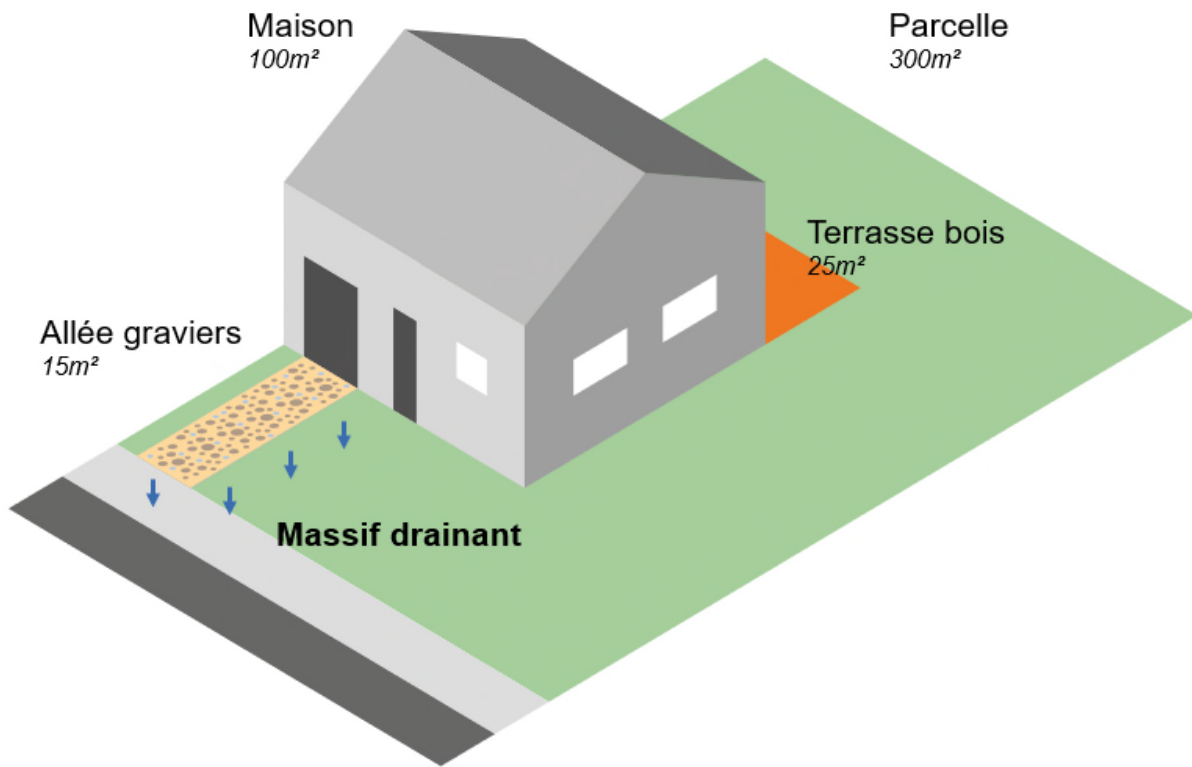 Maison
100m²
Parcelle
300m²
Terrasse bois
25m²
Allée graviers
15m²
Massif drainant